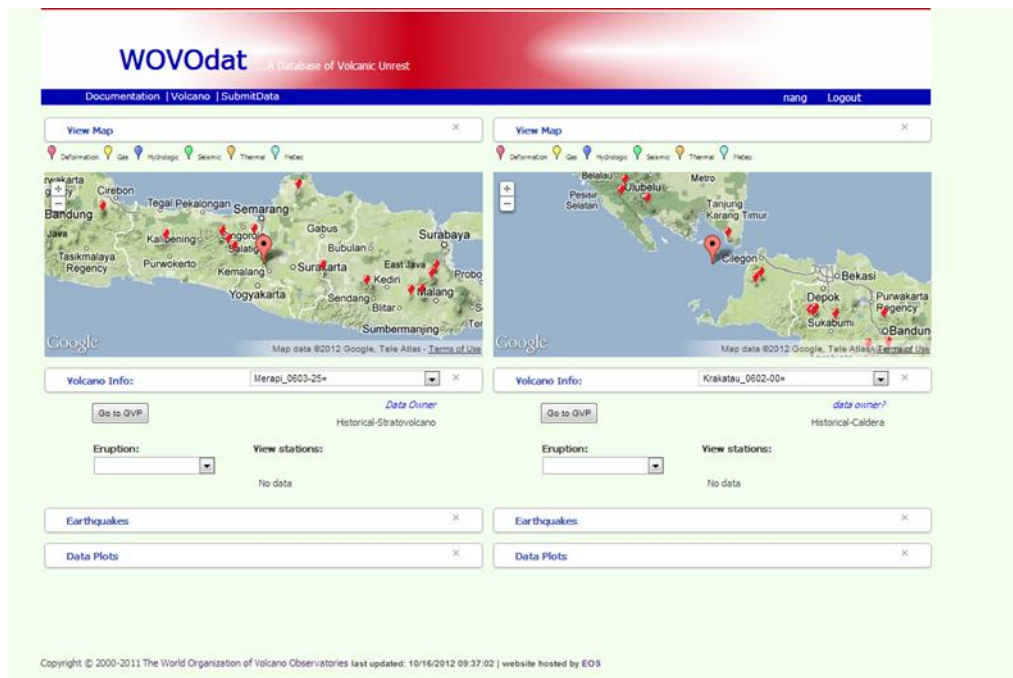 WOVOdat ...A Database of Volcanic Unrest
Documentation | Volcano | SubmitData
nang Logout
View Map
Deformation Gas Hydrologic Seismic Thermal Meteo
Cirebon
Bandung
Tegal Pekalongan Semarang
Java
Tasikmalaya
Regency
Kalibening
Purwokerto
Kemalang
Yogyakarta
Gabus
Bubulan
Surakarta
Surabaya
East Java
Kediri
Malang
Sendang
Blitar
Sumbermanjing
Google
Map data ©2012 Google, Tele Atlas - Terms of Use
Volcano Info:
Merapi_0603-25=
Go to GVP
Data Owner
Historical-Stratovolcano
Eruption:
View stations:
No data
Earthquakes
Data Plots
View Map
Deformation Gas Hydrologic Seismic Thermal Meteo
Belalau
Ulubelu
Metro
Pesisir
Selatan
Tanjung
Karang Timur
Cilegon
Bekasi
Depok
Purwakarta
Regency
Sukabumi
Bandun
Google
Map data ©2012 Google, Tele Atlas - Terms of Use
Volcano Info:
Krakatau_0602-00=
Go to GVP
data owner?
Historical-Caldera
Eruption:
View stations:
No data
Earthquakes
Data Plots
Copyright © 2000-2011 The World Organization of Volcano Observatories last updated: 10/16/2012 09:37:02 | website hosted by EOS